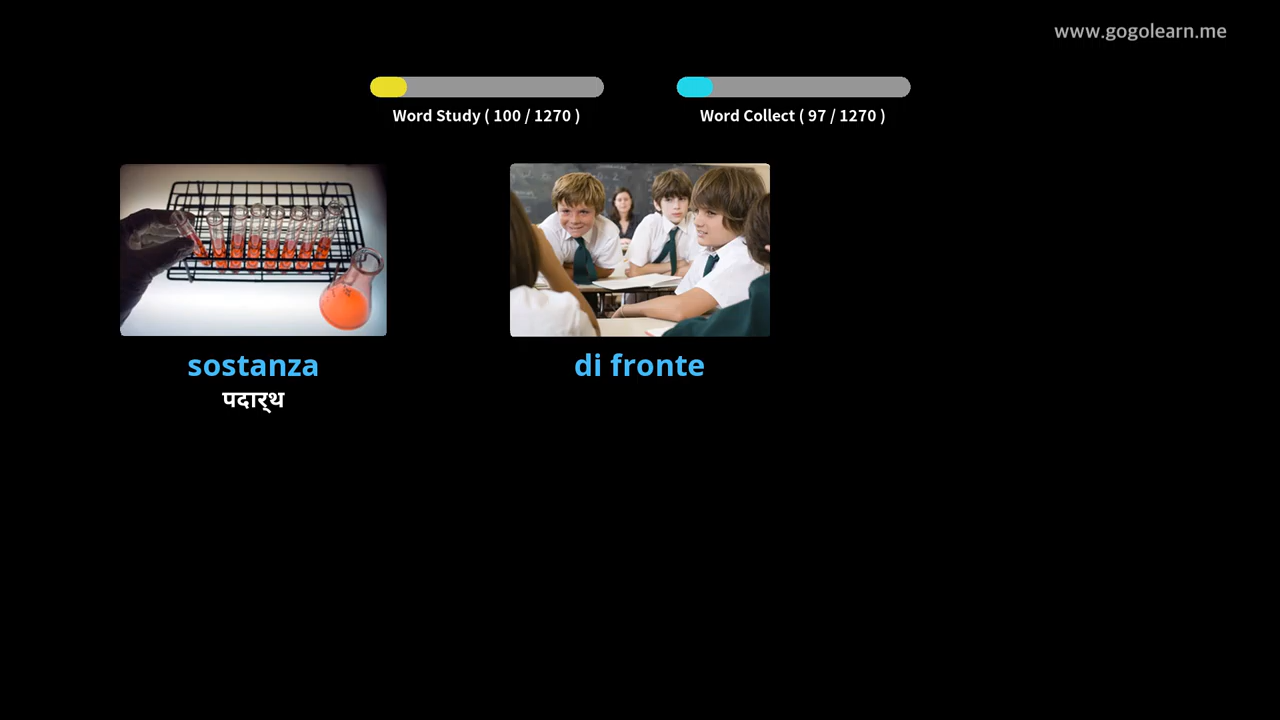 www.gogolearn.me
Word Study ( 100 / 1270 )
Word Collect ( 97 / 1270 )
sostanza
पदार्थ
di fronte